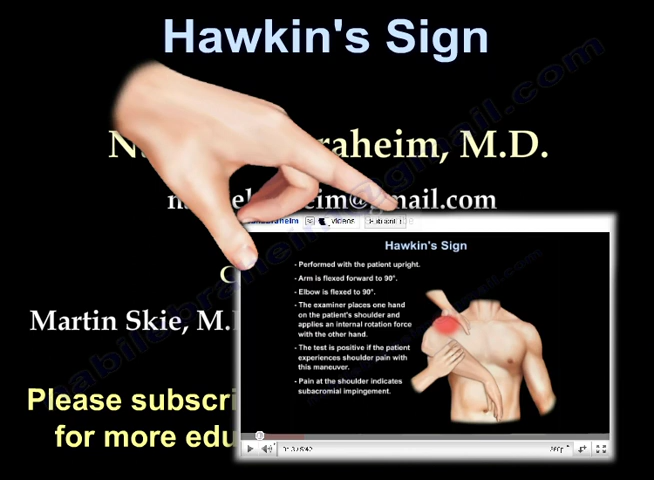 Hawkin's Sign
raheim, M.D.
mail.com
Martin Skie, M.
Please subscri
for more edu
videos
Hawkin's Sign
- Performed with the patient upright.
- Arm is flexed forward to 90°.
- Elbow is flexed to 90°.
- The examiner places one hand
on the patient's shoulder and
applies an internal rotation force
with the other hand.
- The test is positive if the patient
experiences shoulder pain with
this maneuver.
- Pain at the shoulder indicates
subacromial impingement.